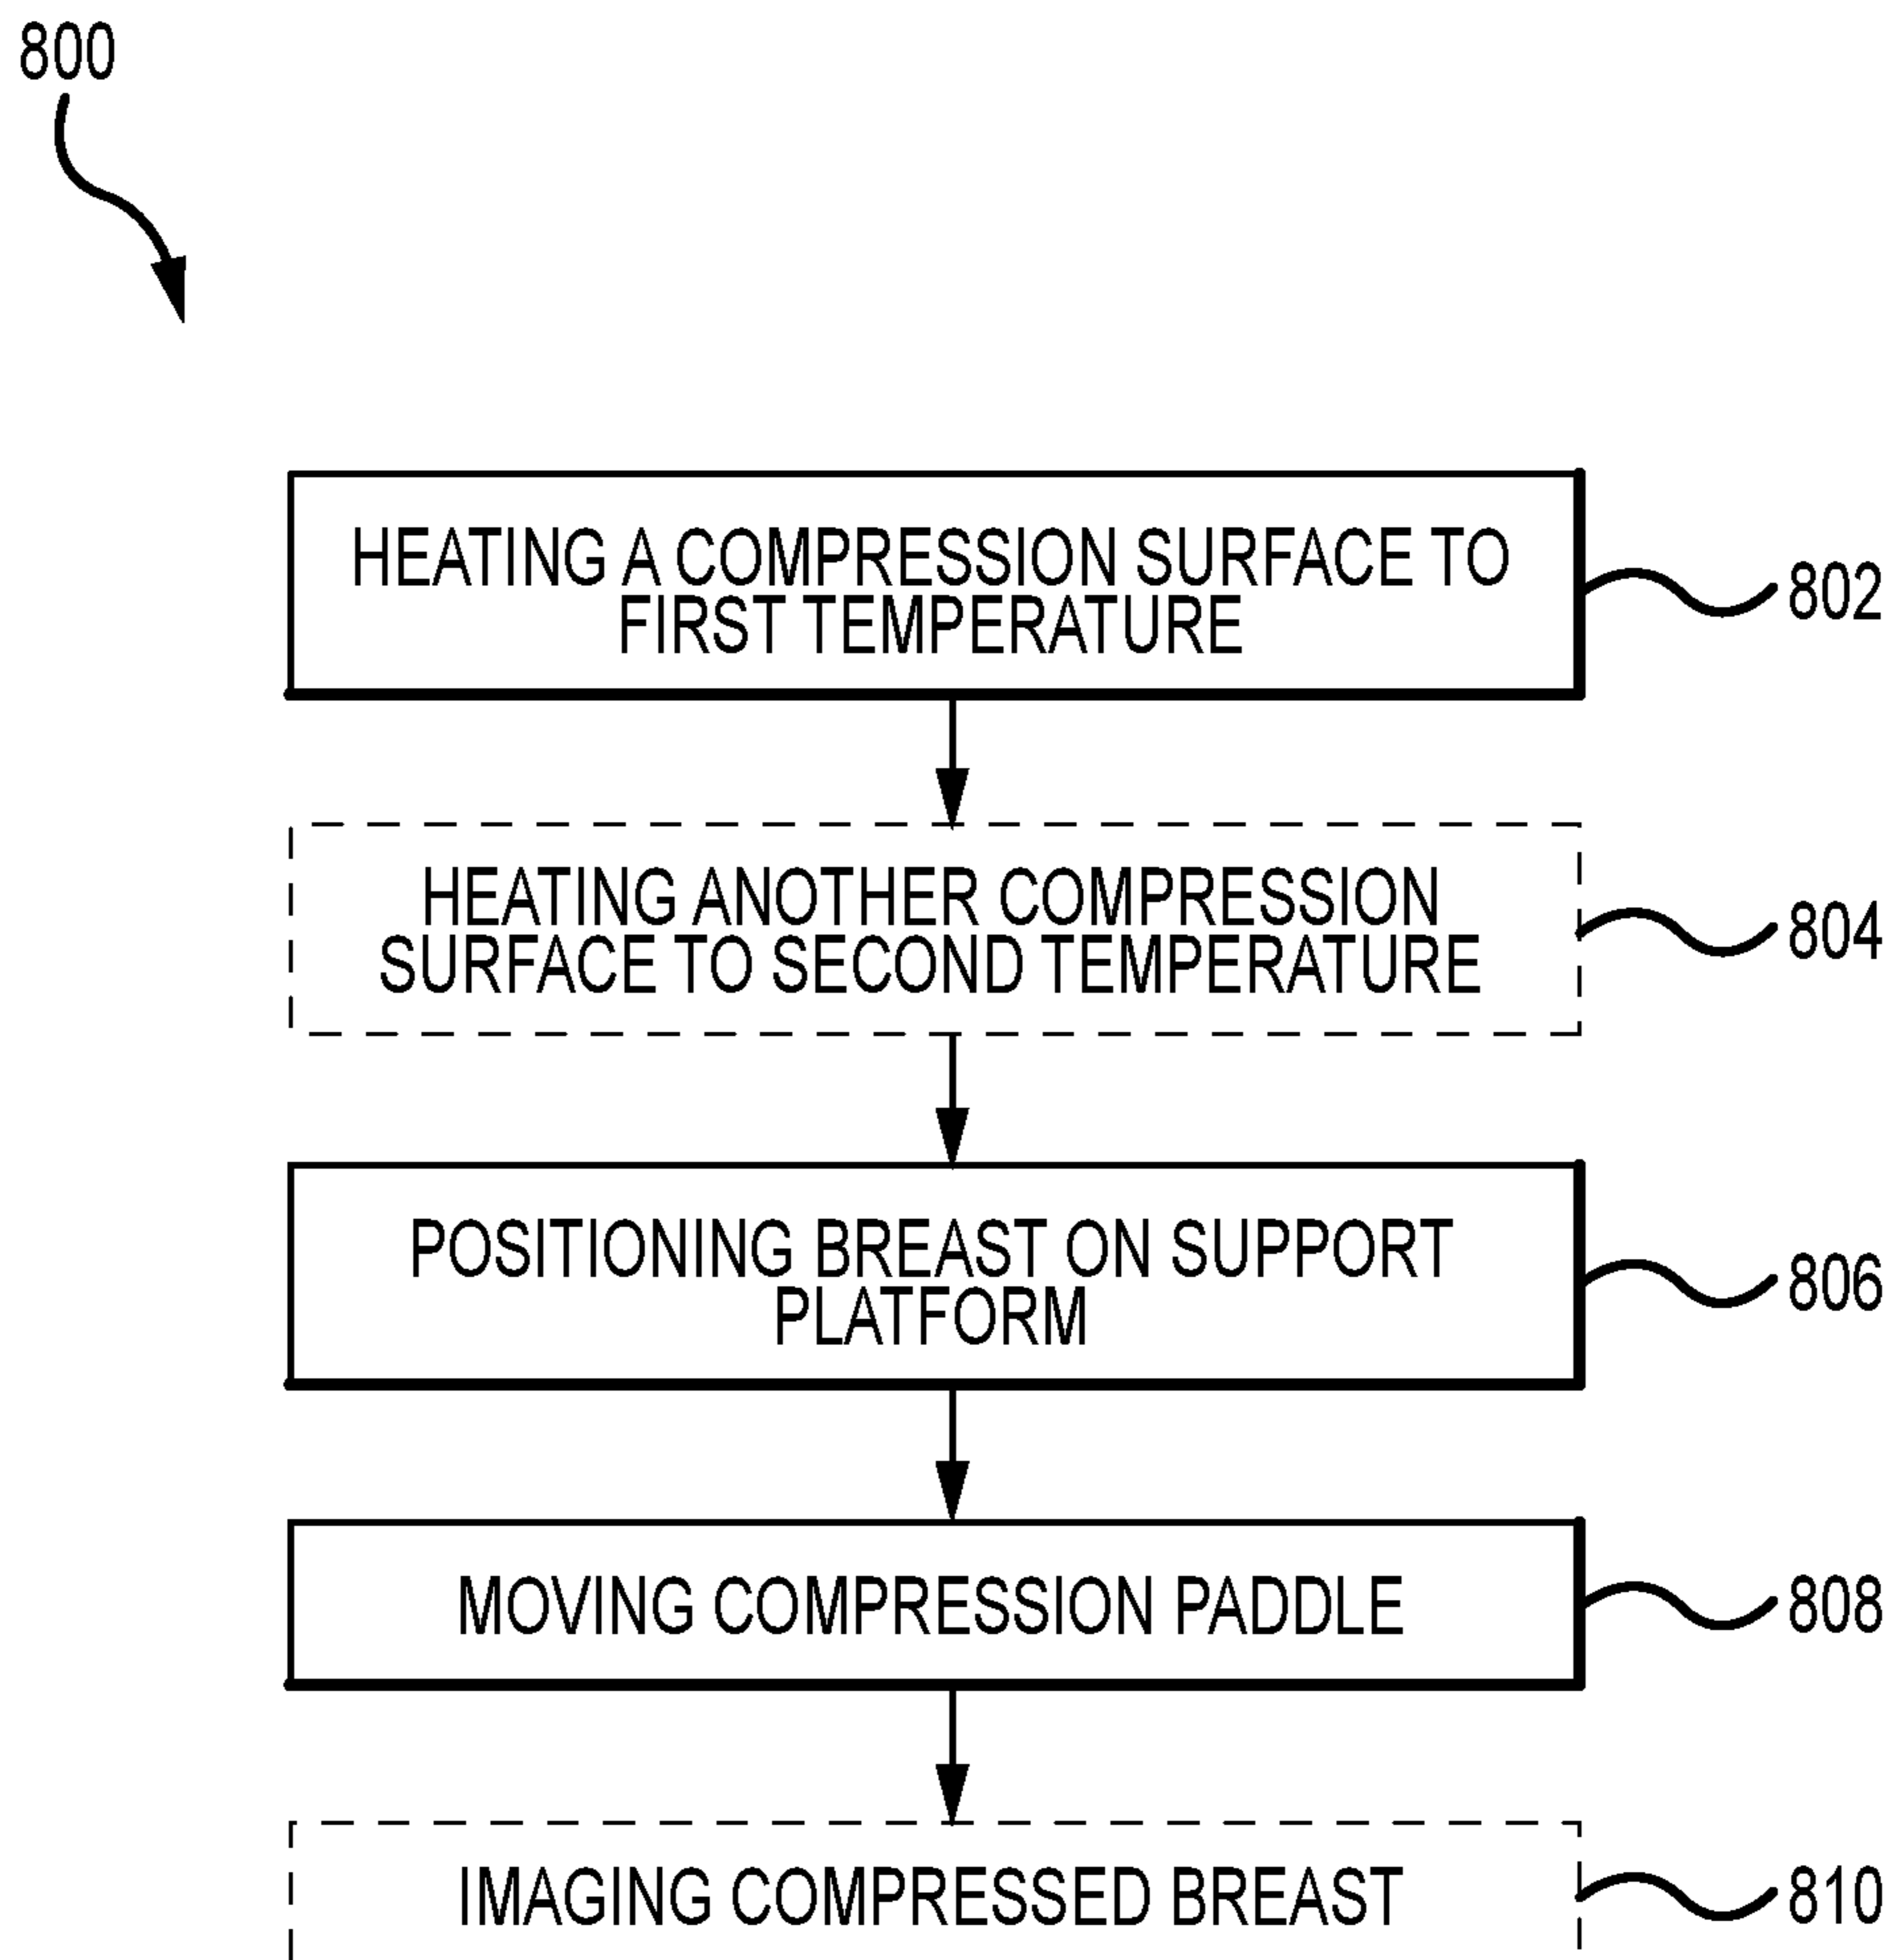 800
HEATING A COMPRESSION SURFACE TO
FIRST TEMPERATURE
802
HEATING ANOTHER COMPRESSION
SURFACE TO SECOND TEMPERATURE
804
POSITIONING BREAST ON SUPPORT
PLATFORM
806
MOVING COMPRESSION PADDLE
808
IMAGING COMPRESSED BREAST
810